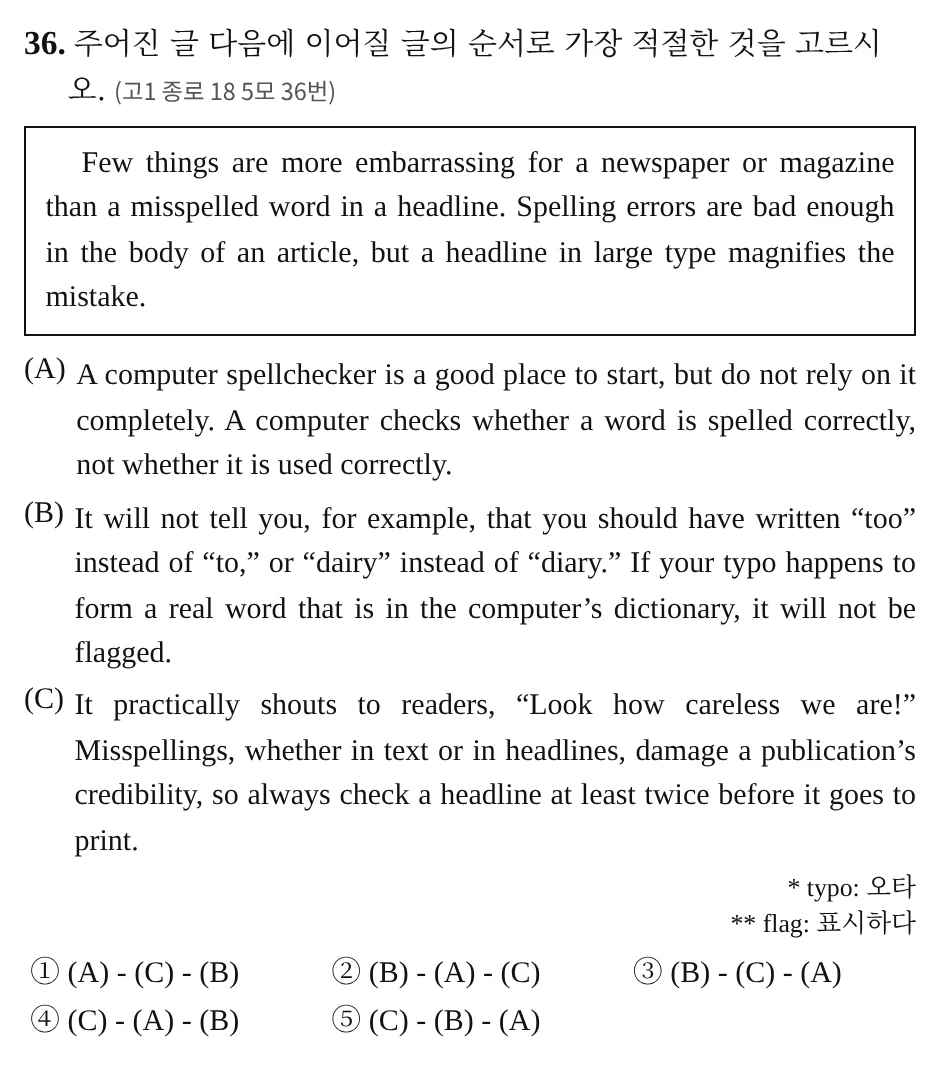 36. 주어진 글 다음에 이어질 글의 순서로 가장 적절한 것을 고르시
오. (고1 종로 18 5모 36번)
Few things are more embarrassing for a newspaper or magazine
than a misspelled word in a headline. Spelling errors are bad enough
in the body of an article, but a headline in large type magnifies the
mistake.
(A) A computer spellchecker is a good place to start, but do not rely on it
completely. A computer checks whether a word is spelled correctly,
not whether it is used correctly.
(B) It will not tell you, for example, that you should have written “too”
instead of “to,” or “dairy” instead of “diary.” If your typo happens to
form a real word that is in the computer’s dictionary, it will not be
flagged.
(C) It practically shouts to readers, “Look how careless we are!”
Misspellings, whether in text or in headlines, damage a publication’s
credibility, so always check a headline at least twice before it goes to
print.
* typo: 오타
** flag: 표시하다
① (A) - (C) - (B) ② (B) - (A) - (C) ③ (B) - (C) - (A)
④ (C) - (A) - (B) ⑤ (C) - (B) - (A)